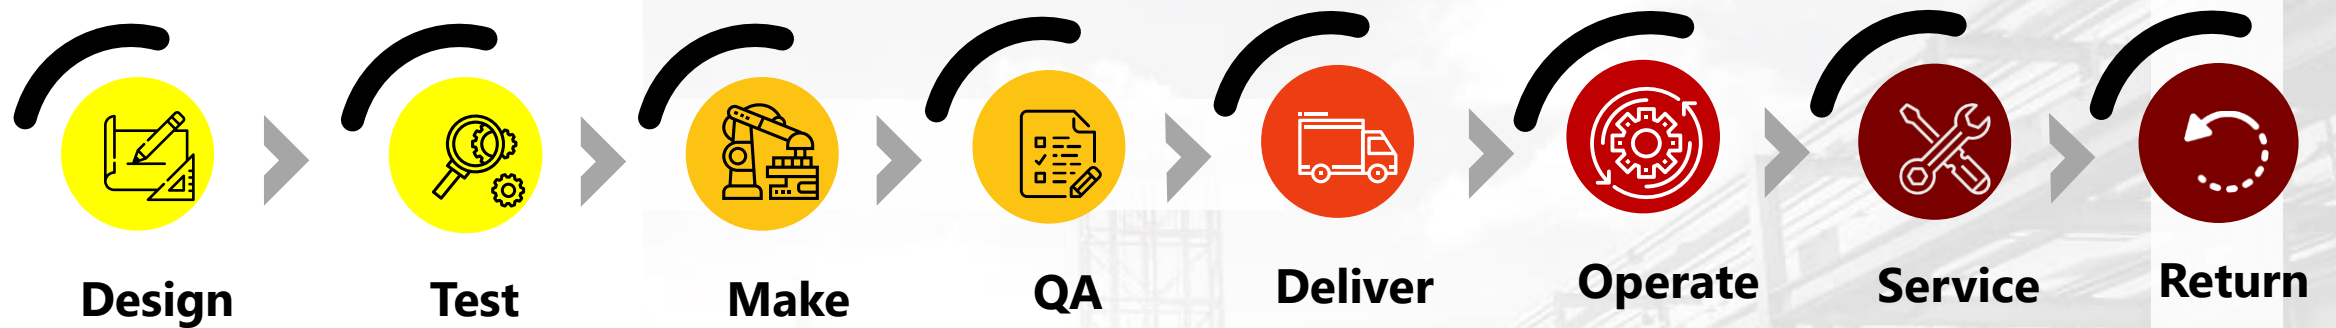 Design
Test
Make
QA
Deliver
Operate
Service
Return